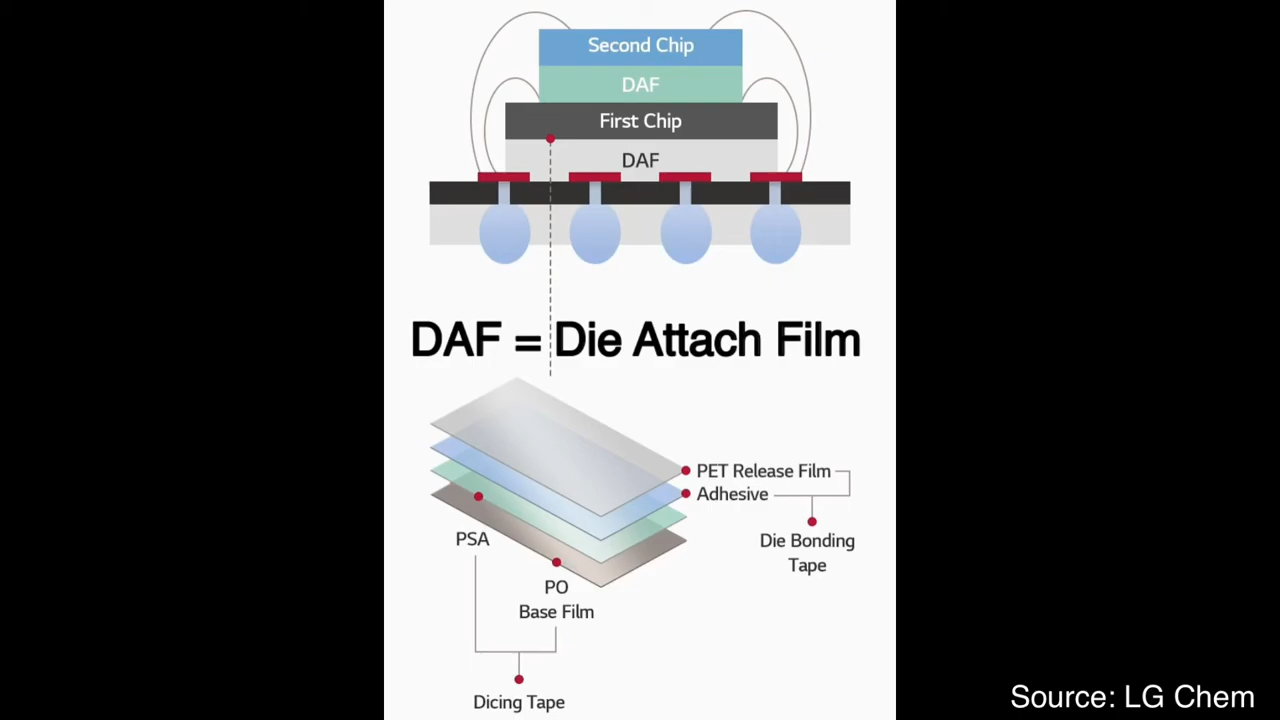 Second Chip
DAF
First Chip
DAF
DAF = Die Attach Film
PET Release Film
Adhesive
PSA
Die Bonding
Tape
PO
Base Film
Dicing Tape
Source: LG Chem